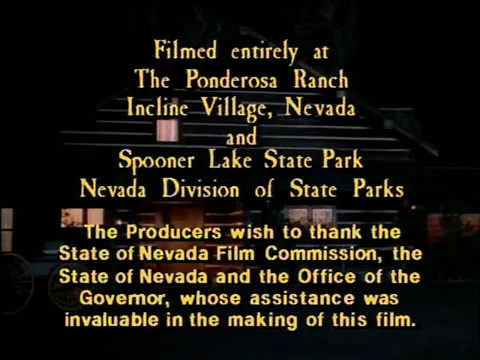 Filmed entirely at
The Ponderosa Ranch
Incline Village, Nevada
and
Spooner Lake State Park
Nevada Division of State Parks
The Producers wish to thank the
State of Nevada Film Commission, the
State of Nevada and the Office of the
Governor, whose assistance was
invaluable in the making of this film.